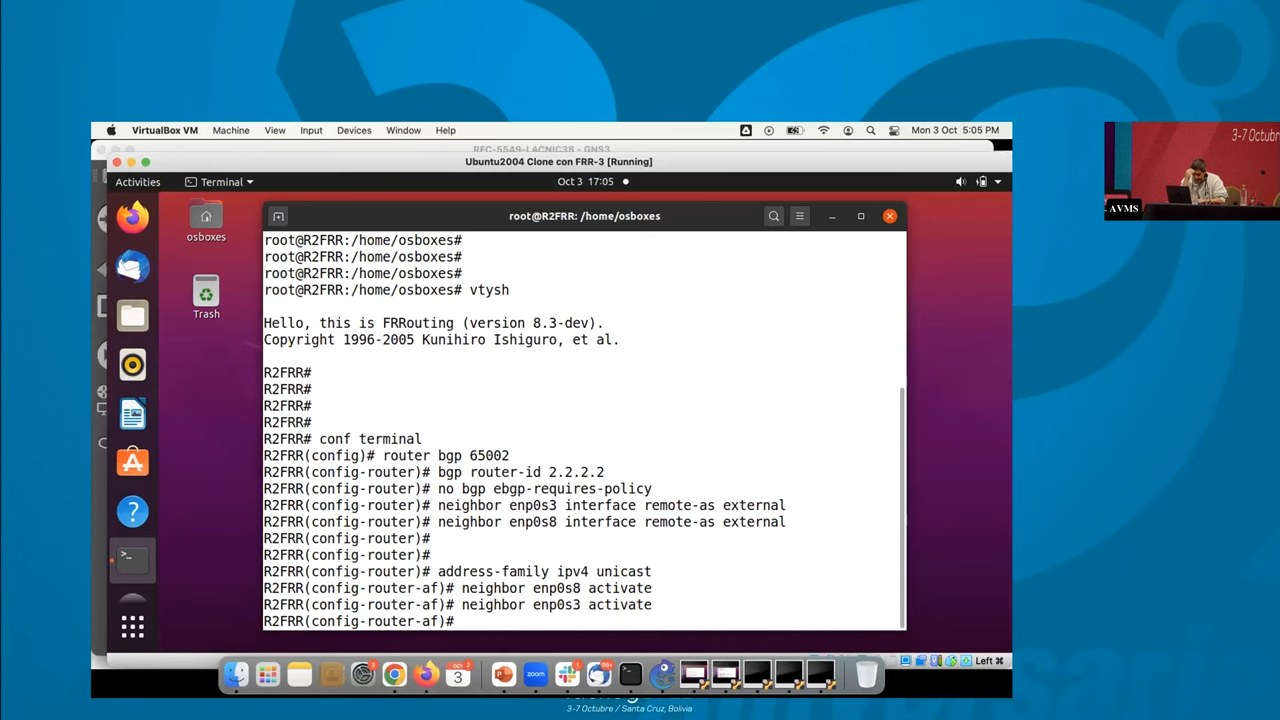 VirtualBox VM Machine View Input Devices Window Help Mon 3 Oct 5:05 PM
RFC-5549-LACNIC38 - GNS3
Ubuntu2004 Clone con FRR-3 [Running]
Activities Terminal Oct 3 17:05
root@R2FRR: /home/osboxes
osboxes
Trash
root@R2FRR:/home/osboxes#
root@R2FRR:/home/osboxes#
root@R2FRR:/home/osboxes#
root@R2FRR:/home/osboxes# vtysh
Hello, this is FRRouting (version 8.3-dev).
Copyright 1996-2005 Kunihiro Ishiguro, et al.
R2FRR#
R2FRR#
R2FRR#
R2FRR#
R2FRR# conf terminal
R2FRR(config)# router bgp 65002
R2FRR(config-router)# bgp router-id 2.2.2.2
R2FRR(config-router)# no bgp ebgp-requires-policy
R2FRR(config-router)# neighbor enp0s3 interface remote-as external
R2FRR(config-router)# neighbor enp0s8 interface remote-as external
R2FRR(config-router)#
R2FRR(config-router)#
R2FRR(config-router)# address-family ipv4 unicast
R2FRR(config-router-af)# neighbor enp0s8 activate
R2FRR(config-router-af)# neighbor enp0s3 activate
R2FRR(config-router-af)#
Left ⌘
zoom
3-7 Octubre / Santa Cruz, Bolivia
3-7 Octubr
AVMS